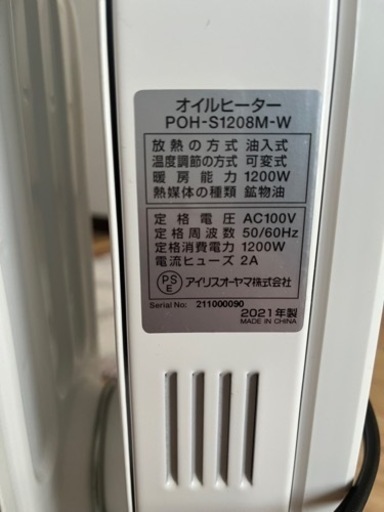 オイルヒーター
POH-S1208M-W
放熱の方式 油入式
温度調節の方式 可変式
暖房能力 1200W
熱媒体の種類 鉱物油
定格電圧 AC100V
定格周波数 50/60Hz
定格消費電力 1200W
電流ヒューズ 2A
PSE アイリスオーヤマ株式会社
Serial No: 211000090
2021年製
MADE IN CHINA